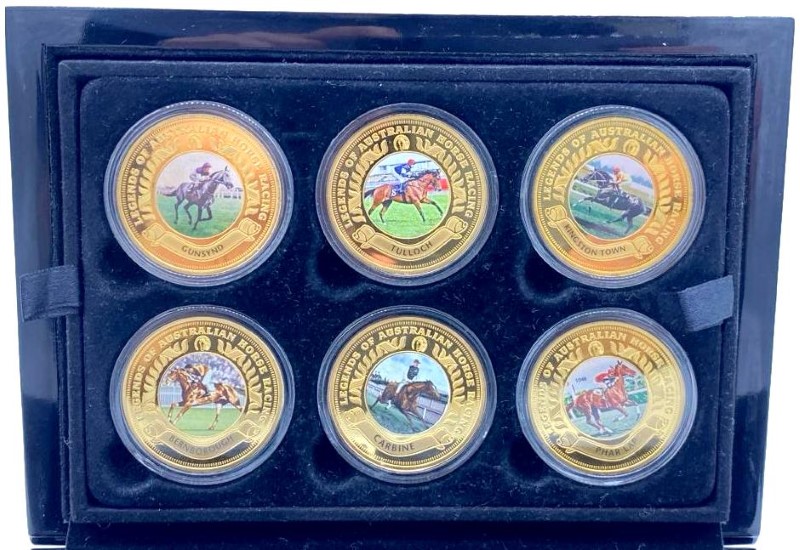 LEGENDS OF AUSTRALIAN HORSE RACING
GUNSYND
LEGENDS OF AUSTRALIAN HORSE RACING
TULLOCH
LEGENDS OF AUSTRALIAN HORSE RACING
KINGSTON TOWN
LEGENDS OF AUSTRALIAN HORSE RACING
BERNBOROUGH
LEGENDS OF AUSTRALIAN HORSE RACING
CARBINE
LEGENDS OF AUSTRALIAN HORSE RACING
PHAR LAP